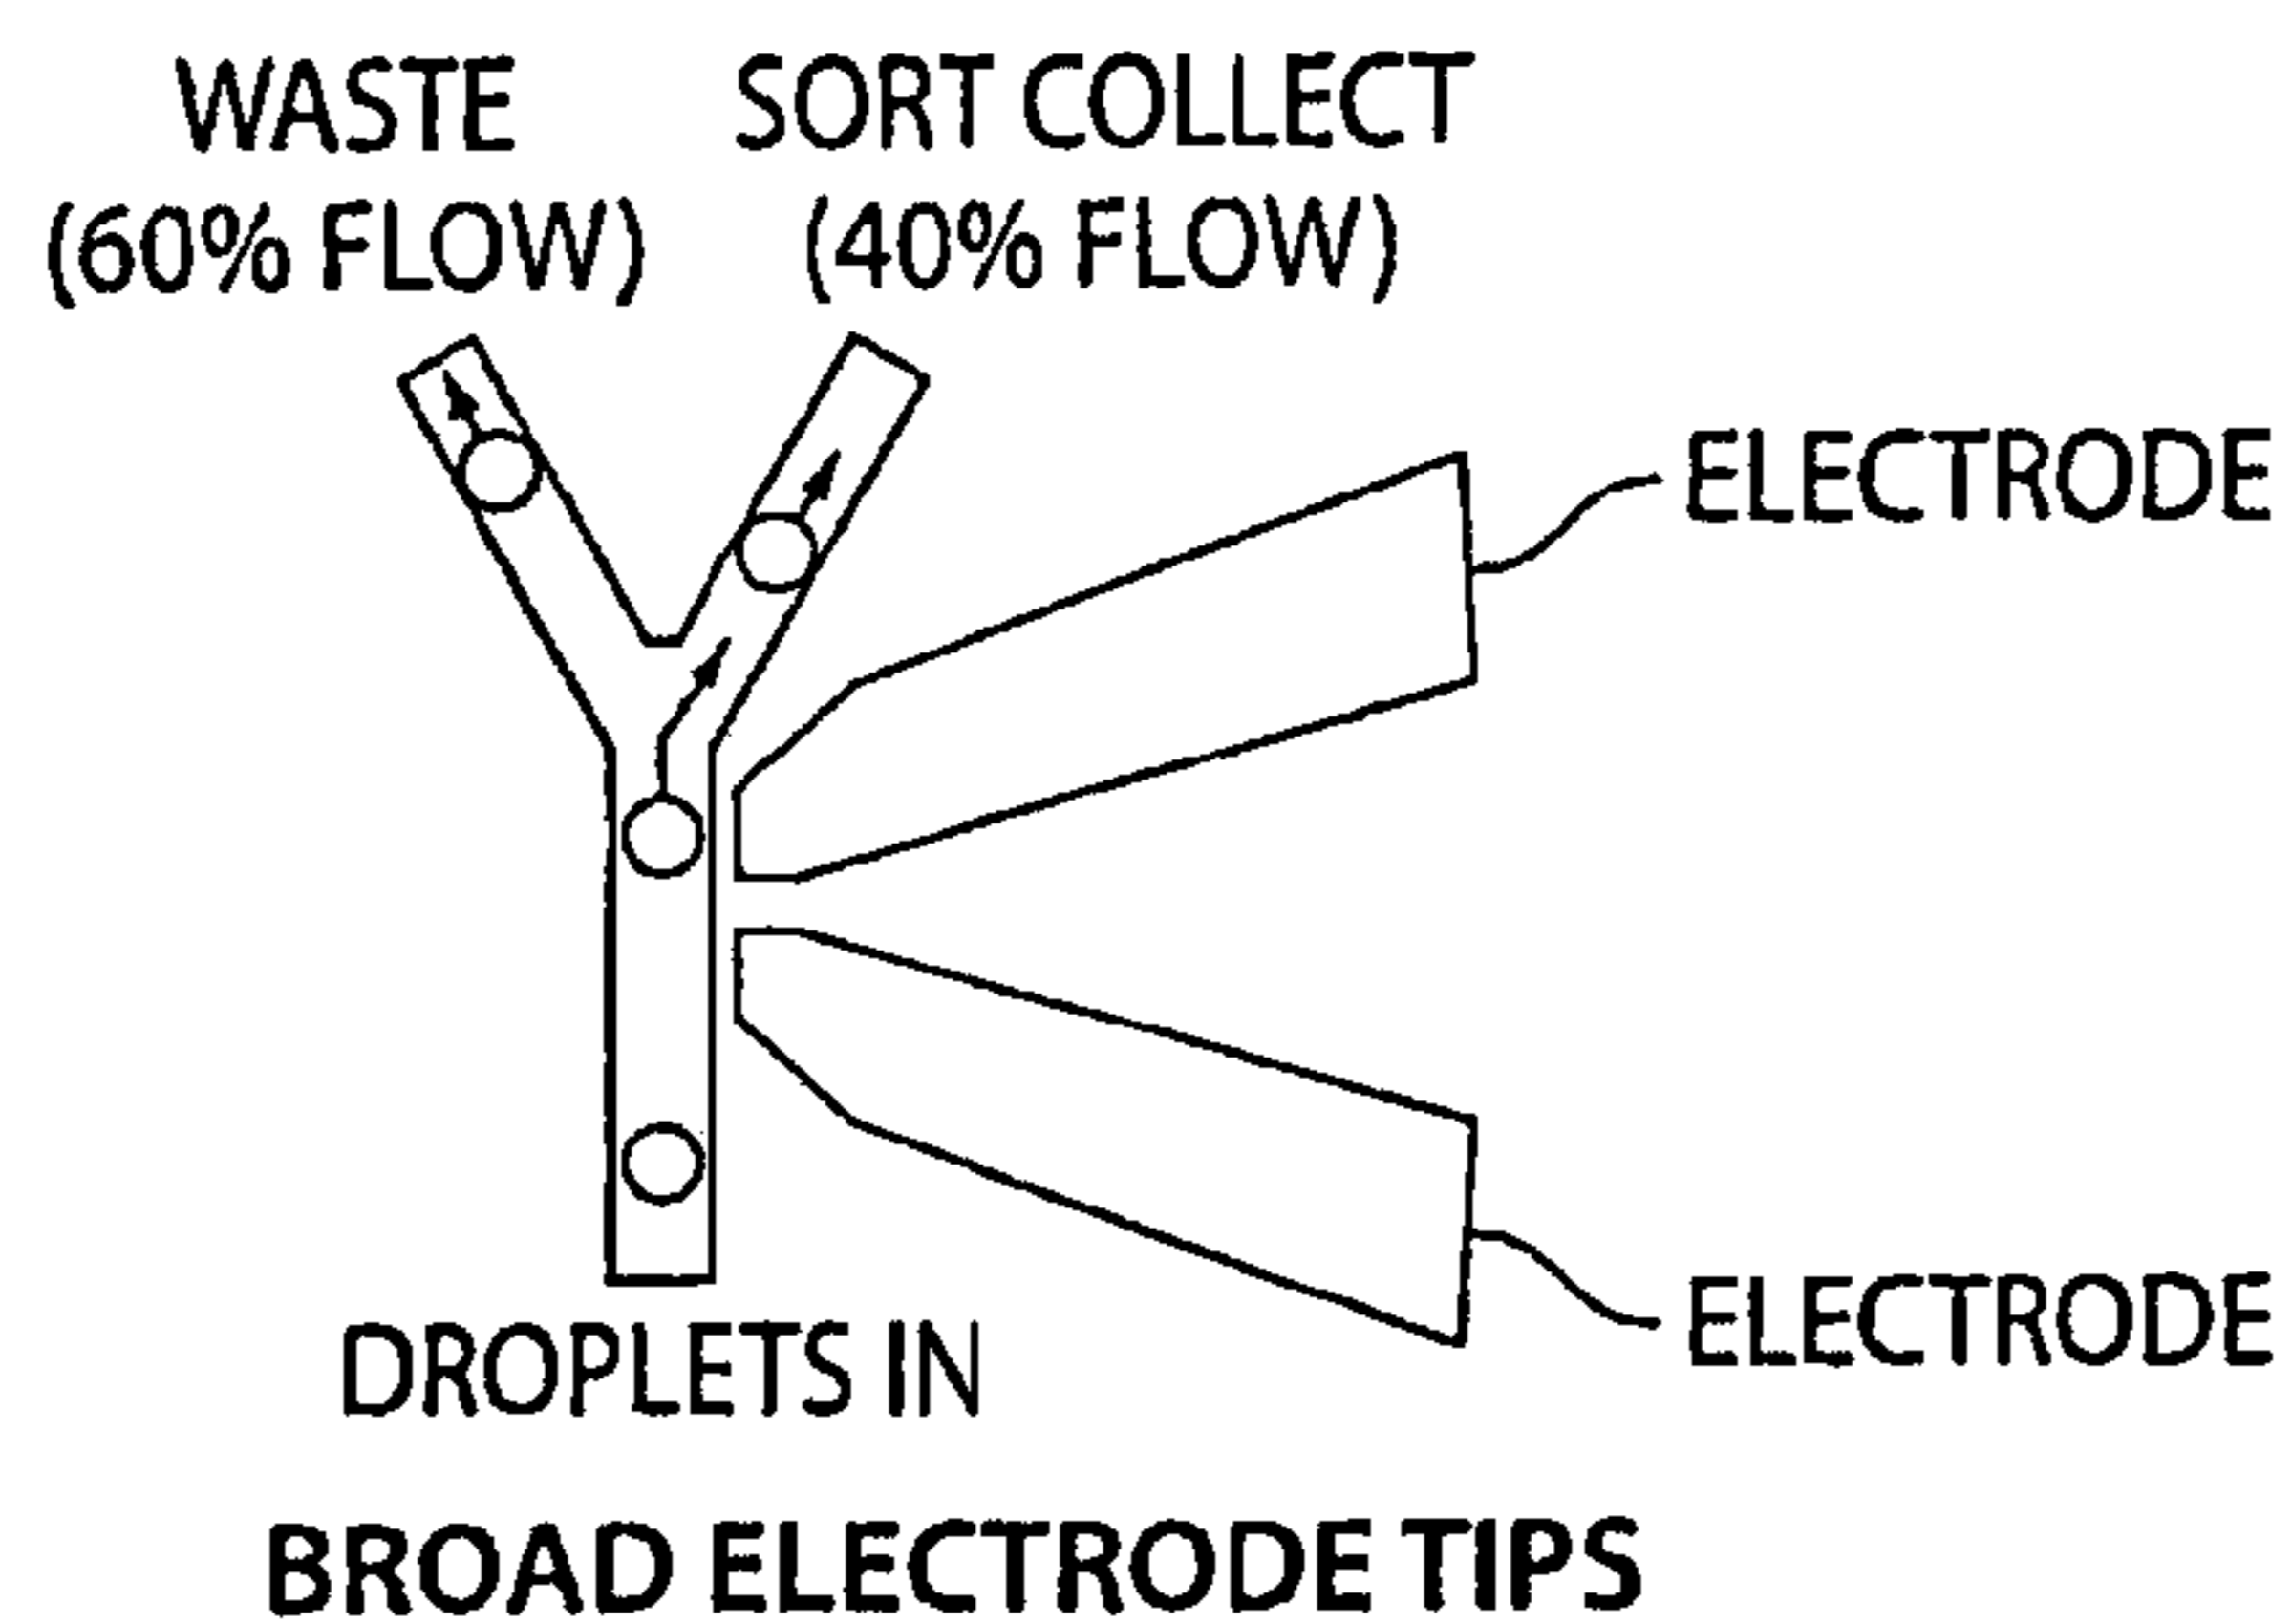 WASTE
(60% FLOW)
SORT COLLECT
(40% FLOW)
ELECTRODE
ELECTRODE
DROPLETS IN
BROAD ELECTRODE TIPS